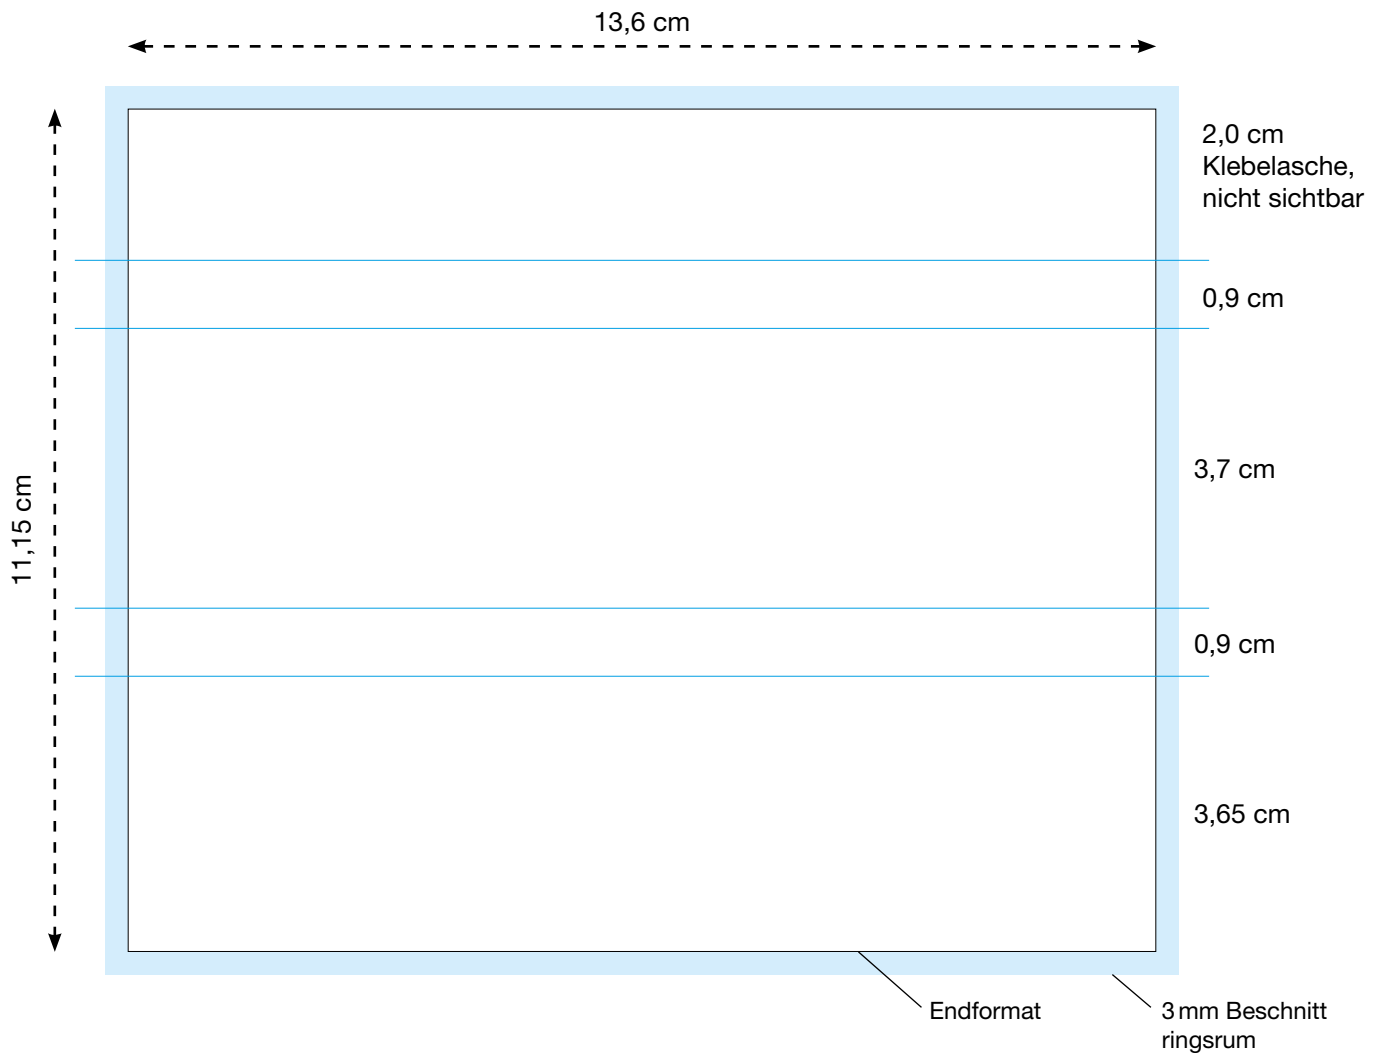 13,6 cm
2,0 cm
Klebelasche,
nicht sichtbar
0,9 cm
3,7 cm
11,15 cm
0,9 cm
3,65 cm
Endformat
3 mm Beschnitt
ringsrum